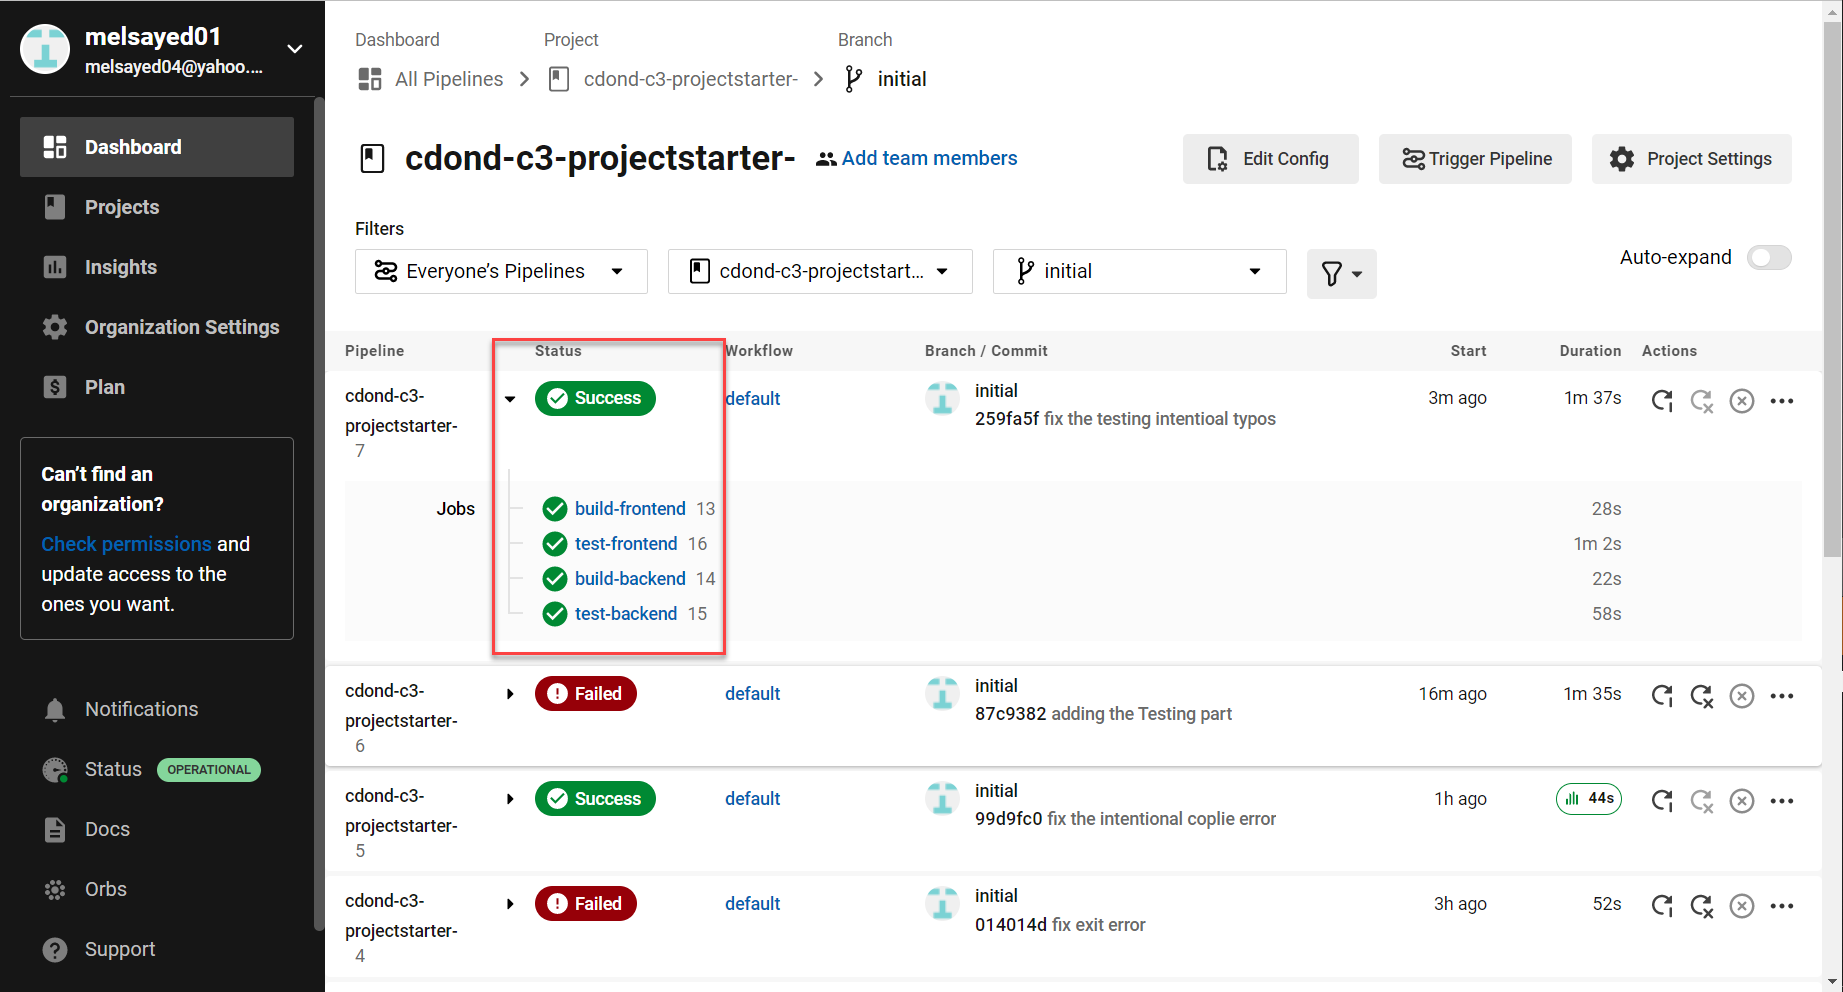 melsayed01
melsayed04@yahoo....
Dashboard
Projects
Insights
Organization Settings
Plan
Can't find an
organization?
Check permissions and
update access to the
ones you want.
Notifications
Status OPERATIONAL
Docs
Orbs
Support
Dashboard Project Branch
All Pipelines cdond-c3-projectstarter- initial
cdond-c3-projectstarter- Add team members Edit Config Trigger Pipeline Project Settings
Filters
Everyone's Pipelines cdond-c3-projectstart... initial Auto-expand
Pipeline Status Workflow Branch / Commit Start Duration Actions
cdond-c3-
projectstarter-
7
Success default initial 3m ago 1m 37s
259fa5f fix the testing intentioal typos
Jobs build-frontend 13 28s
test-frontend 16 1m 2s
build-backend 14 22s
test-backend 15 58s
cdond-c3-
projectstarter-
6
Failed default initial 16m ago 1m 35s
87c9382 adding the Testing part
cdond-c3-
projectstarter-
5
Success default initial 1h ago 44s
99d9fc0 fix the intentional coplie error
cdond-c3-
projectstarter-
4
Failed default initial 3h ago 52s
014014d fix exit error